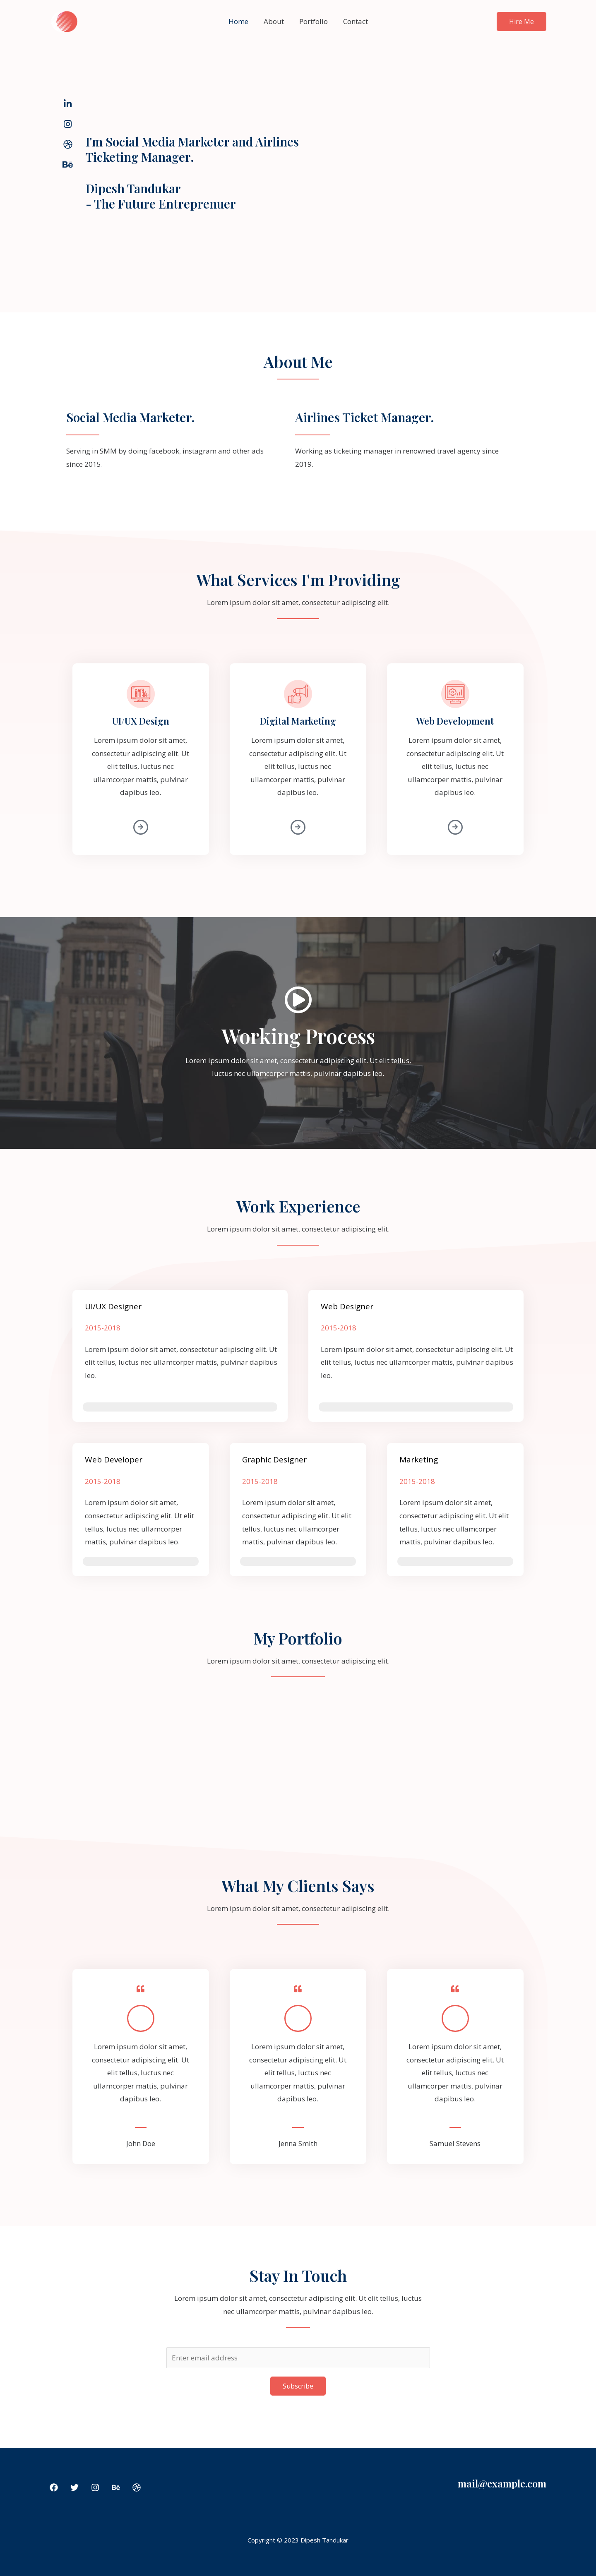 Home About Portfolio Contact Hire Me
I'm Social Media Marketer and Airlines
Ticketing Manager.
Dipesh Tandukar
- The Future Entreprenuer
About Me
Social Media Marketer.
Serving in SMM by doing facebook, instagram and other ads
since 2015.
Airlines Ticket Manager.
Working as ticketing manager in renowned travel agency since
2019.
What Services I'm Providing
Lorem ipsum dolor sit amet, consectetur adipiscing elit.
UI/UX Design
Lorem ipsum dolor sit amet,
consectetur adipiscing elit. Ut
elit tellus, luctus nec
ullamcorper mattis, pulvinar
dapibus leo.
Digital Marketing
Lorem ipsum dolor sit amet,
consectetur adipiscing elit. Ut
elit tellus, luctus nec
ullamcorper mattis, pulvinar
dapibus leo.
Web Development
Lorem ipsum dolor sit amet,
consectetur adipiscing elit. Ut
elit tellus, luctus nec
ullamcorper mattis, pulvinar
dapibus leo.
Working Process
Lorem ipsum dolor sit amet, consectetur adipiscing elit. Ut elit tellus,
luctus nec ullamcorper mattis, pulvinar dapibus leo.
Work Experience
Lorem ipsum dolor sit amet, consectetur adipiscing elit.
UI/UX Designer
2015-2018
Lorem ipsum dolor sit amet, consectetur adipiscing elit. Ut
elit tellus, luctus nec ullamcorper mattis, pulvinar dapibus
leo.
Web Designer
2015-2018
Lorem ipsum dolor sit amet, consectetur adipiscing elit. Ut
elit tellus, luctus nec ullamcorper mattis, pulvinar dapibus
leo.
Web Developer
2015-2018
Lorem ipsum dolor sit amet,
consectetur adipiscing elit. Ut elit
tellus, luctus nec ullamcorper
mattis, pulvinar dapibus leo.
Graphic Designer
2015-2018
Lorem ipsum dolor sit amet,
consectetur adipiscing elit. Ut elit
tellus, luctus nec ullamcorper
mattis, pulvinar dapibus leo.
Marketing
2015-2018
Lorem ipsum dolor sit amet,
consectetur adipiscing elit. Ut elit
tellus, luctus nec ullamcorper
mattis, pulvinar dapibus leo.
My Portfolio
Lorem ipsum dolor sit amet, consectetur adipiscing elit.
What My Clients Says
Lorem ipsum dolor sit amet, consectetur adipiscing elit.
Lorem ipsum dolor sit amet,
consectetur adipiscing elit. Ut
elit tellus, luctus nec
ullamcorper mattis, pulvinar
dapibus leo.
John Doe
Lorem ipsum dolor sit amet,
consectetur adipiscing elit. Ut
elit tellus, luctus nec
ullamcorper mattis, pulvinar
dapibus leo.
Jenna Smith
Lorem ipsum dolor sit amet,
consectetur adipiscing elit. Ut
elit tellus, luctus nec
ullamcorper mattis, pulvinar
dapibus leo.
Samuel Stevens
Stay In Touch
Lorem ipsum dolor sit amet, consectetur adipiscing elit. Ut elit tellus, luctus
nec ullamcorper mattis, pulvinar dapibus leo.
Enter email address
Subscribe
mail@example.com
Copyright © 2023 Dipesh Tandukar